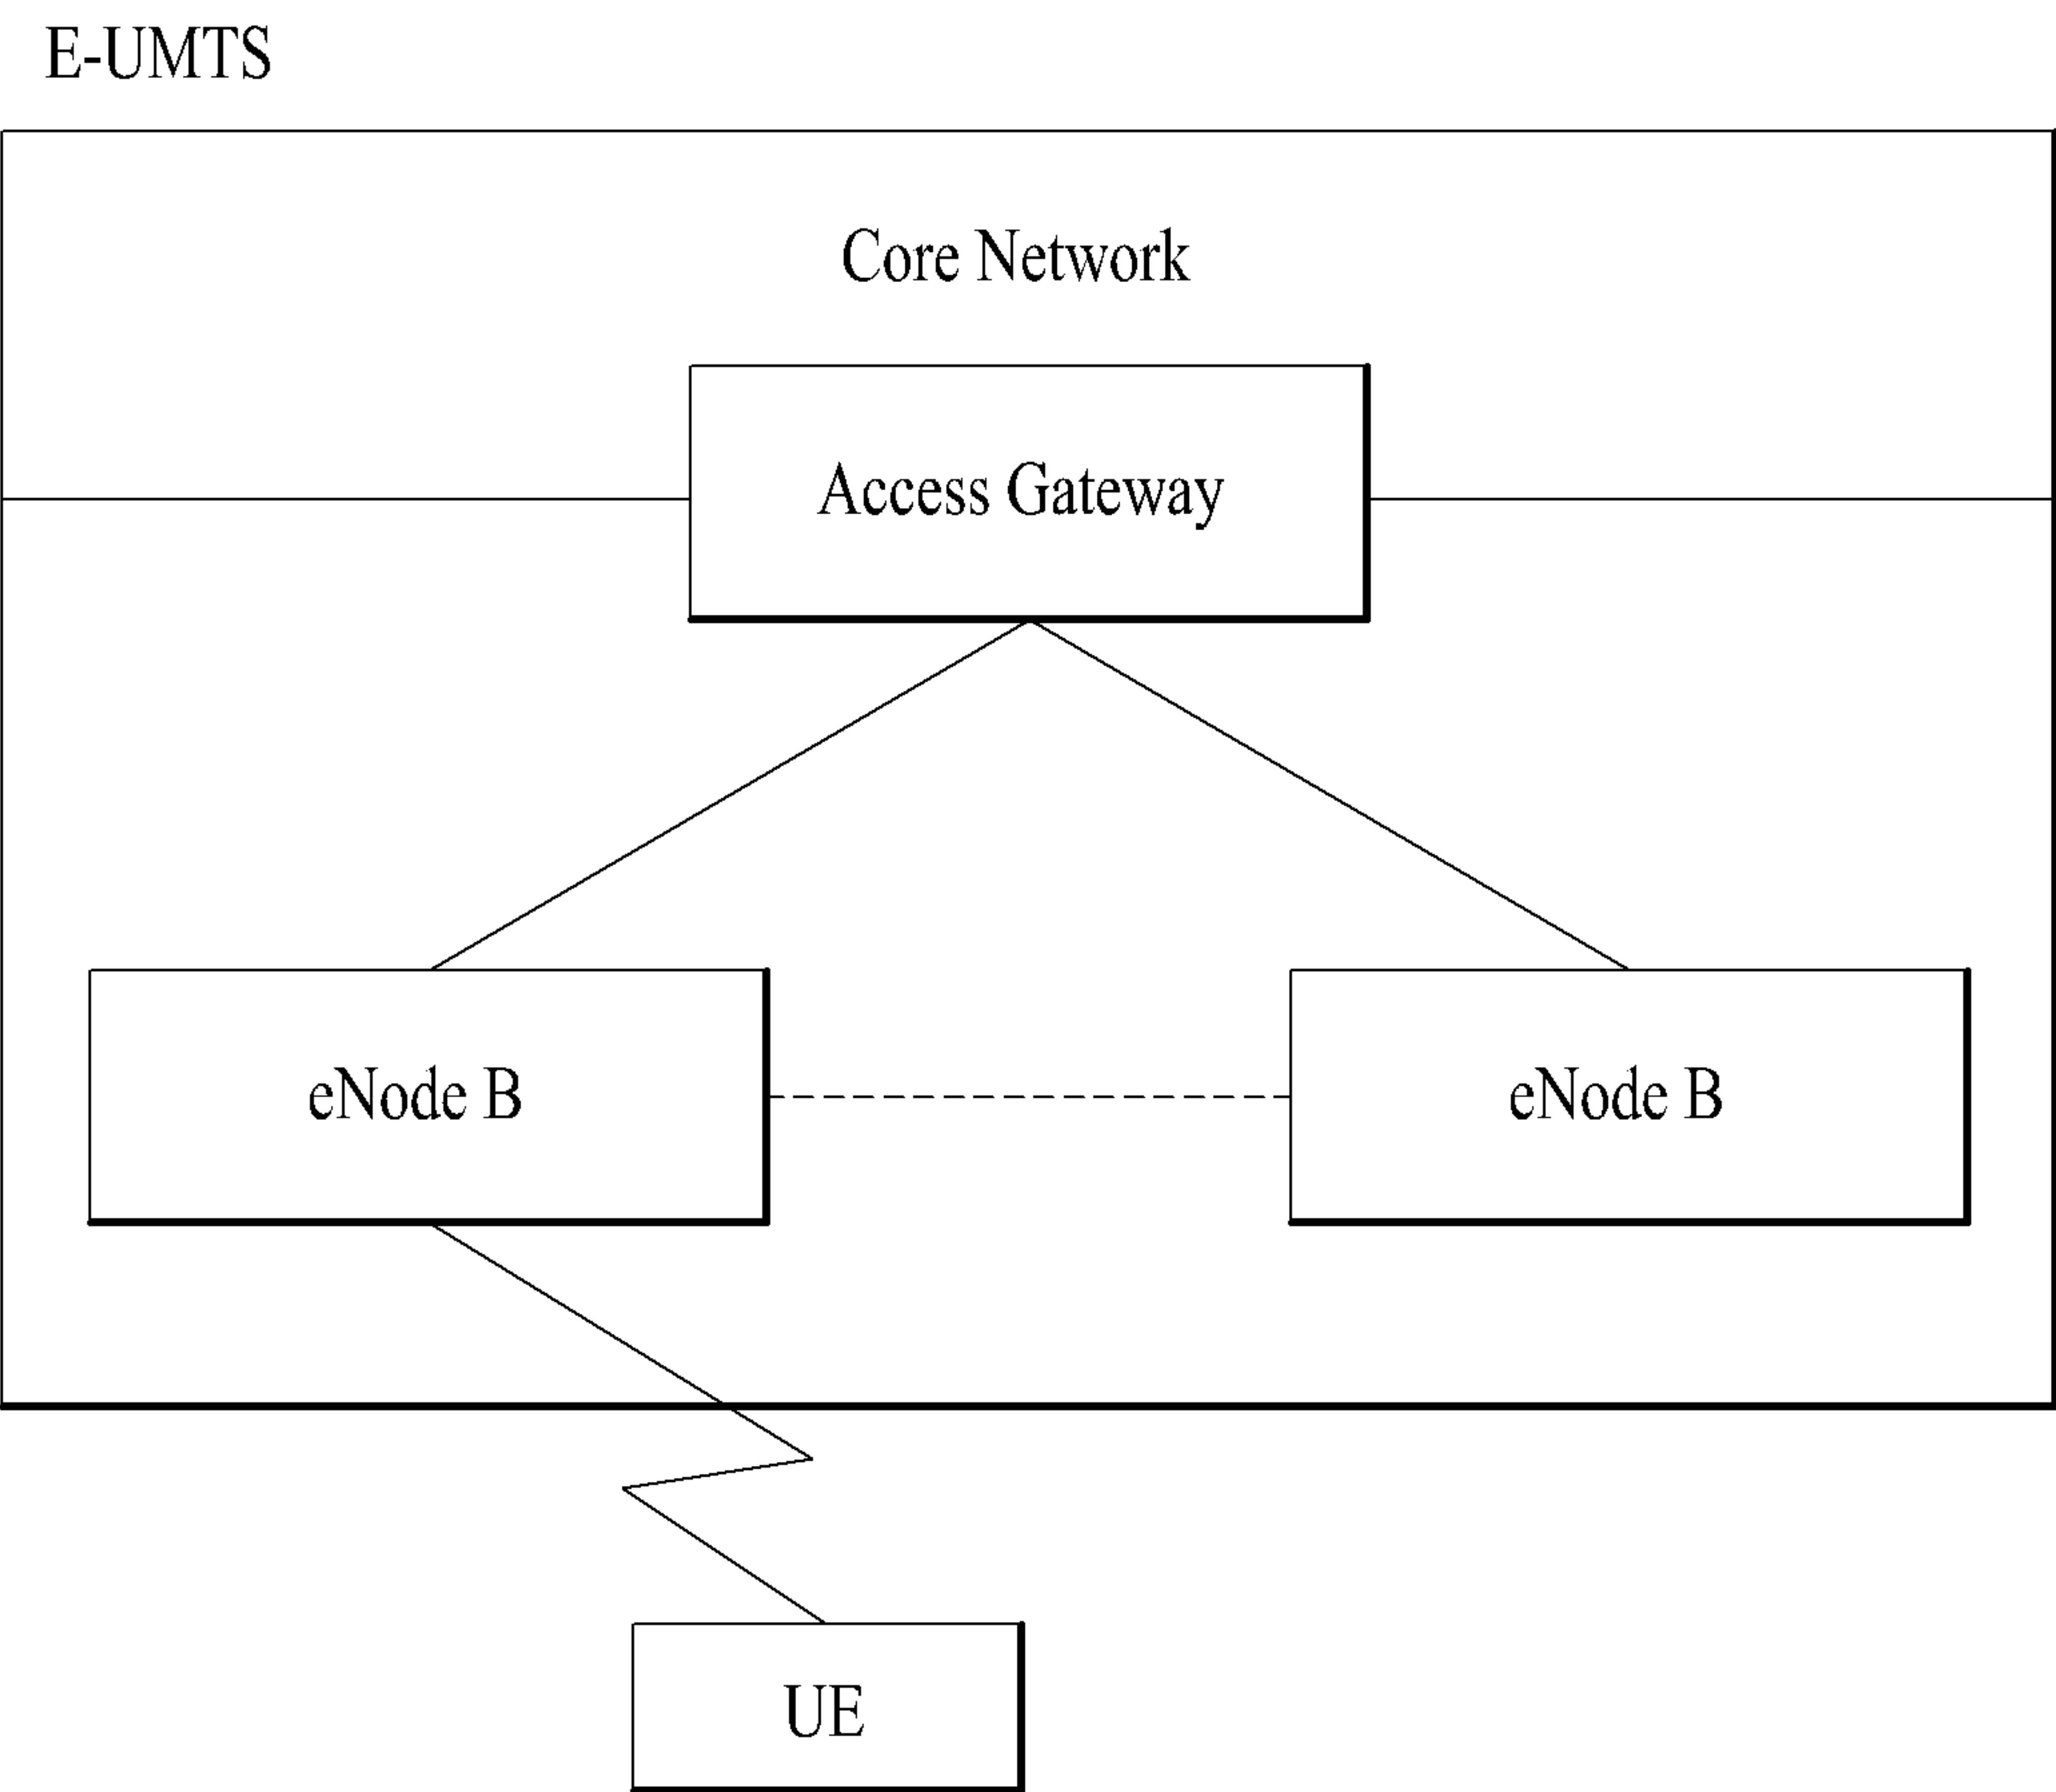 E-UMTS
Core Network
Access Gateway
eNode B
eNode B
UE